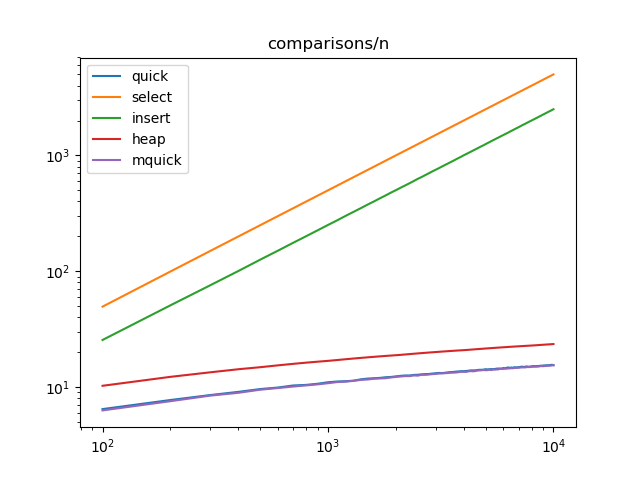 comparisons/n
quick
select
insert
heap
mquick
10³
10²
10¹
10² 10³ 10⁴